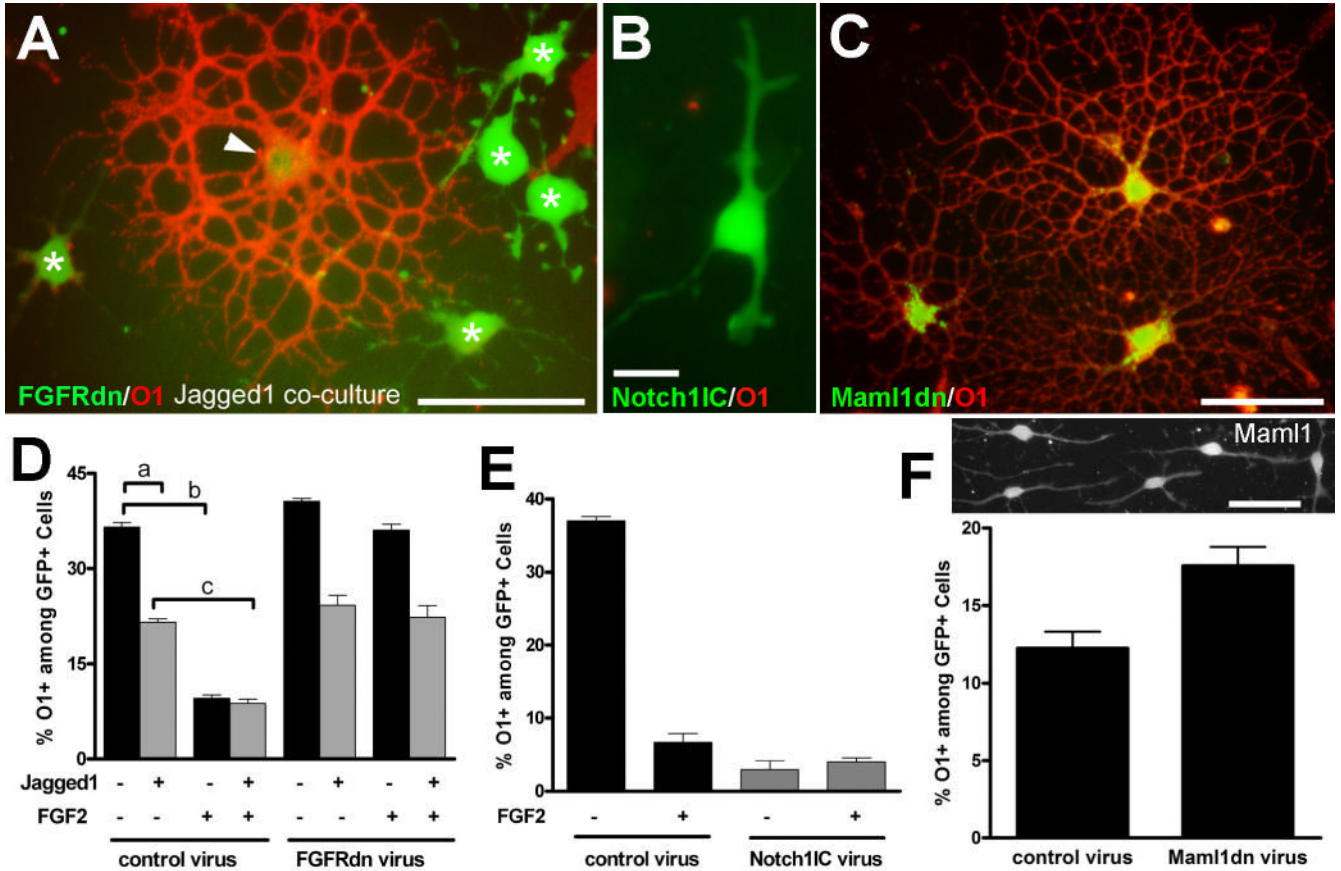 A
B
C
*
*
*
*
*
FGFRdn/O1 Jagged1 co-culture
Notch1IC/O1
Maml1dn/O1
D
% O1+ among GFP+ Cells
45
30
15
0
a
b
c
Jagged1 - + - + - + - +
FGF2 - - + + - - + +
control virus FGFRdn virus
E
% O1+ among GFP+ Cells
40
30
20
10
0
FGF2 - + - +
control virus Notch1IC virus
F
Maml1
% O1+ among GFP+ Cells
20
17
15
12
10
control virus Maml1dn virus